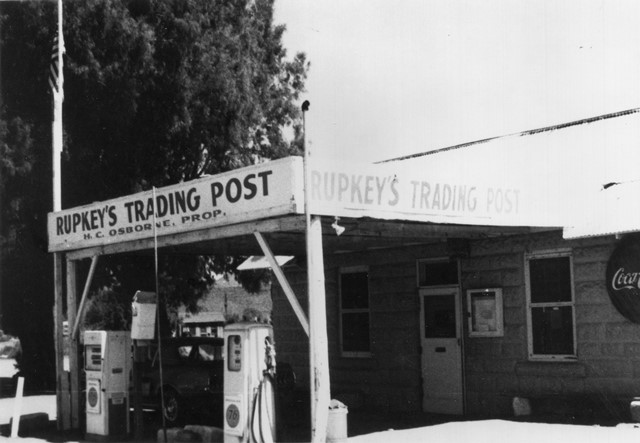 RUPKEY'S TRADING POST
H. C. OSBORNE, PROP.
RUPKEY'S TRADING POST
Coca